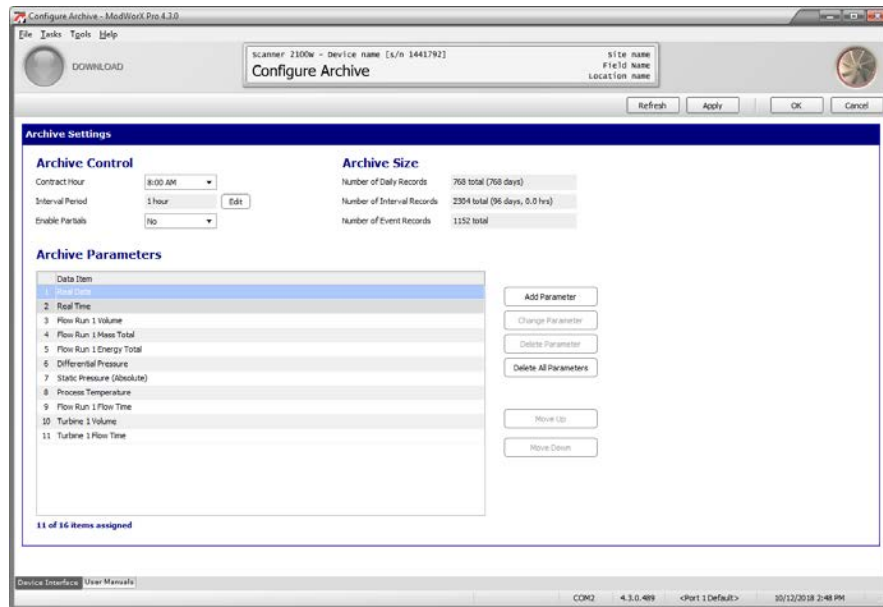 Configure Archive - ModWorX Pro 4.3.0
File Tasks Tools Help
DOWNLOAD
Scanner 2100W - Device name [s/n 1441792]
Configure Archive
Site name
Field Name
Location name
Refresh Apply OK Cancel
Archive Settings
Archive Control
Archive Size
Contract Hour 8:00 AM Number of Daily Records 768 total (768 days)
Interval Period 1 hour Edit Number of Interval Records 2304 total (96 days, 0.0 hrs)
Enable Partials No Number of Event Records 1152 total
Archive Parameters
Data Item
1 Real Date
2 Real Time
3 Flow Run 1 Volume
4 Flow Run 1 Mass Total
5 Flow Run 1 Energy Total
6 Differential Pressure
7 Static Pressure (Absolute)
8 Process Temperature
9 Flow Run 1 Flow Time
10 Turbine 1 Volume
11 Turbine 1 Flow Time
Add Parameter
Change Parameter
Delete Parameter
Delete All Parameters
Move Up
Move Down
11 of 16 items assigned
Device Interface User Manuals
COM2 4.3.0.489 <Port 1 Default> 10/12/2018 2:48 PM